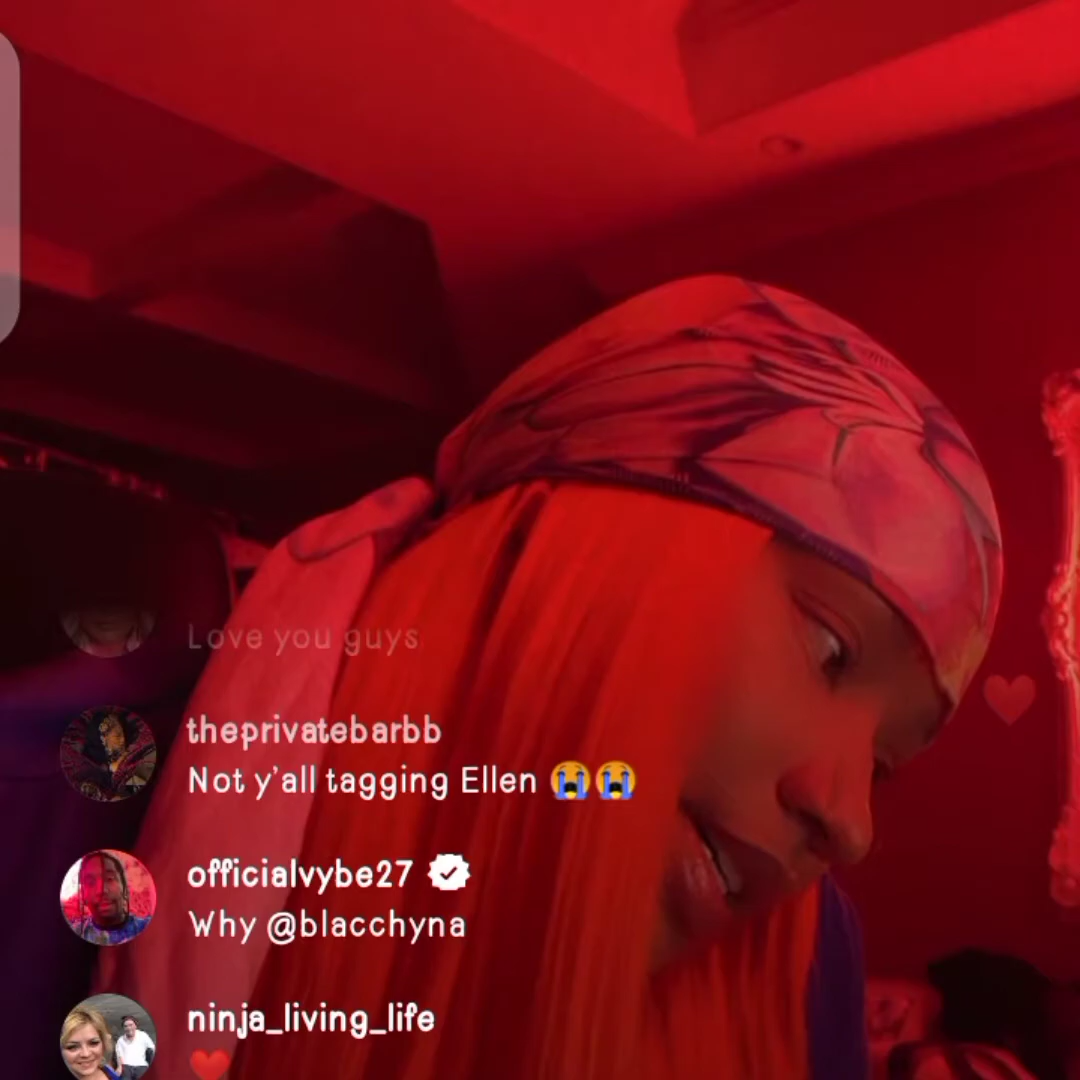 Love you guys
theprivatebarbb
Not y'all tagging Ellen 😭😭
officialvybe27
Why @blacchyna
ninja_living_life
❤️